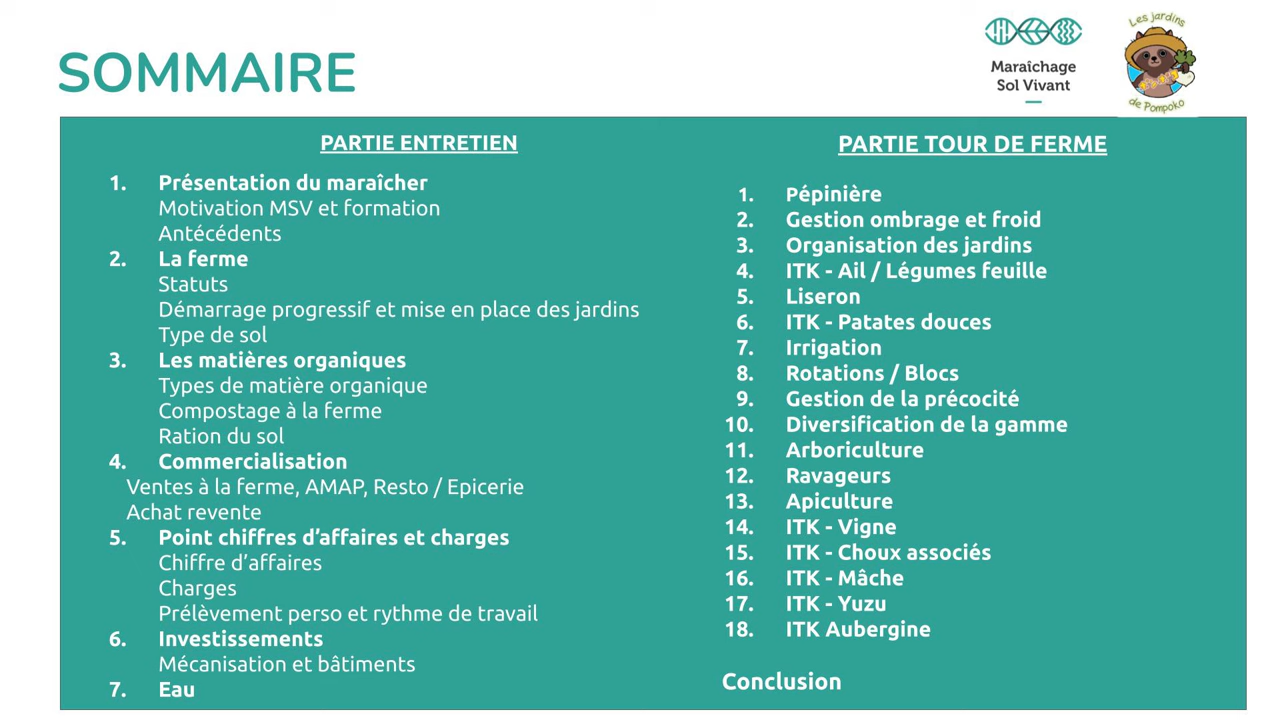 SOMMAIRE
Maraîchage
Sol Vivant
Les jardins
de Pompoko
PARTIE ENTRETIEN
1. Présentation du maraîcher
Motivation MSV et formation
Antécédents
2. La ferme
Statuts
Démarrage progressif et mise en place des jardins
Type de sol
3. Les matières organiques
Types de matière organique
Compostage à la ferme
Ration du sol
4. Commercialisation
Ventes à la ferme, AMAP, Resto / Epicerie
Achat revente
5. Point chiffres d’affaires et charges
Chiffre d’affaires
Charges
Prélèvement perso et rythme de travail
6. Investissements
Mécanisation et bâtiments
7. Eau
PARTIE TOUR DE FERME
1. Pépinière
2. Gestion ombrage et froid
3. Organisation des jardins
4. ITK - Ail / Légumes feuille
5. Liseron
6. ITK - Patates douces
7. Irrigation
8. Rotations / Blocs
9. Gestion de la précocité
10. Diversification de la gamme
11. Arboriculture
12. Ravageurs
13. Apiculture
14. ITK - Vigne
15. ITK - Choux associés
16. ITK - Mâche
17. ITK - Yuzu
18. ITK Aubergine
Conclusion